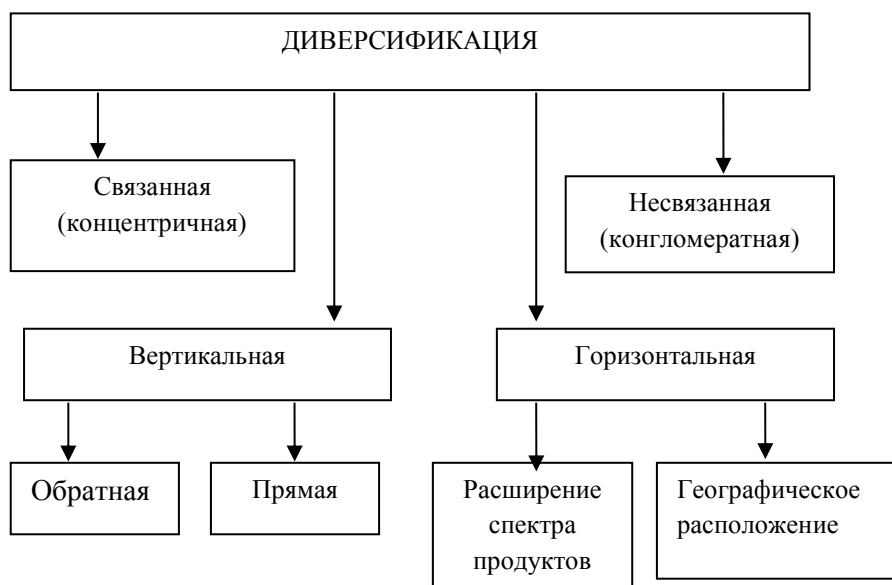 ДИВЕРСИФИКАЦИЯ
Связанная
(концентричная)
Несвязанная
(конгломератная)
Вертикальная
Горизонтальная
Обратная
Прямая
Расширение
спектра
продуктов
Географическое
расположение